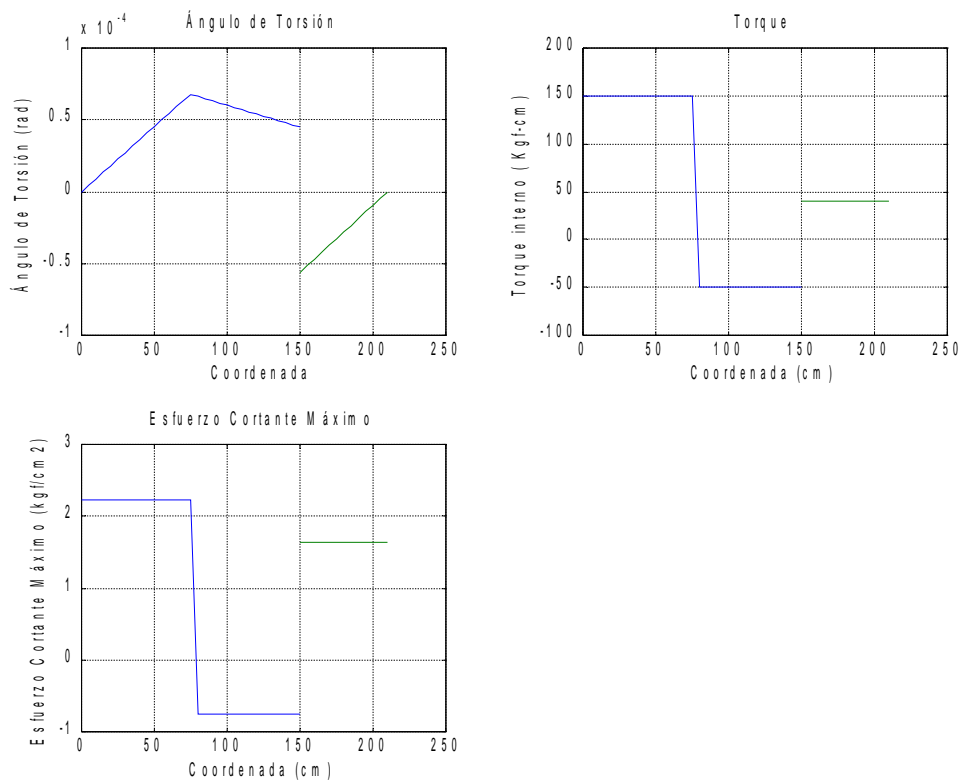 x 10^-4
Ángulo de Torsión
1
0.5
0
-0.5
-1
Ángulo de Torsión (rad)
0 50 100 150 200 250
Coordenada
Torque
200
150
100
50
0
-50
-100
Torque interno (Kgf-cm)
0 50 100 150 200 250
Coordenada (cm)
Esfuerzo Cortante Máximo
3
2
1
0
-1
Esfuerzo Cortante Máximo (kgf/cm2)
0 50 100 150 200 250
Coordenada (cm)